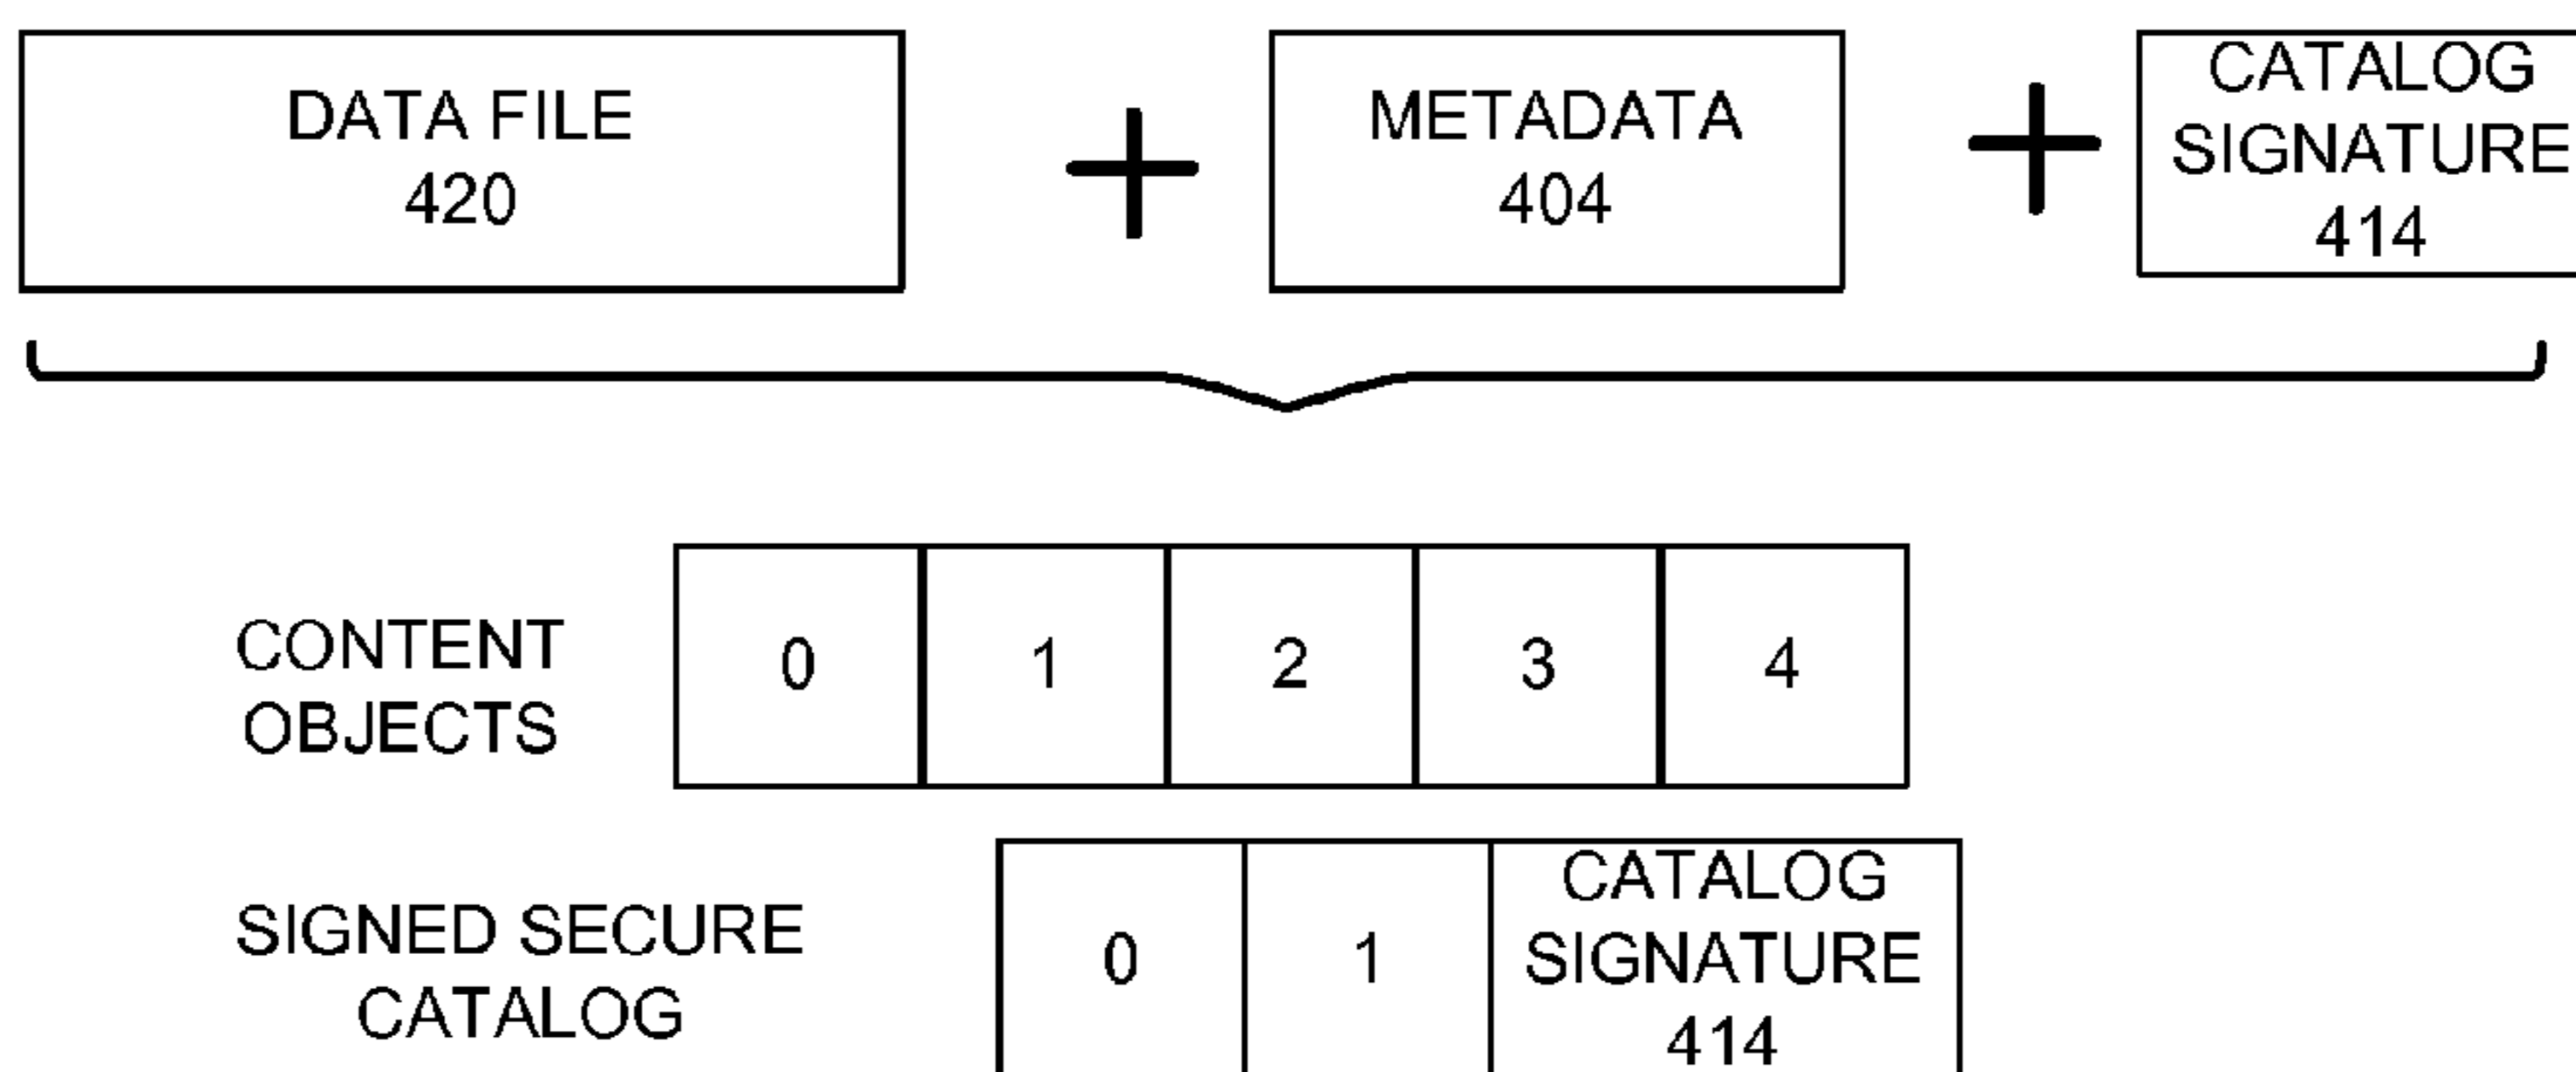 DATA FILE
420
METADATA
404
CATALOG
SIGNATURE
414
CONTENT
OBJECTS
0 1 2 3 4
SIGNED SECURE
CATALOG
0 1
CATALOG
SIGNATURE
414